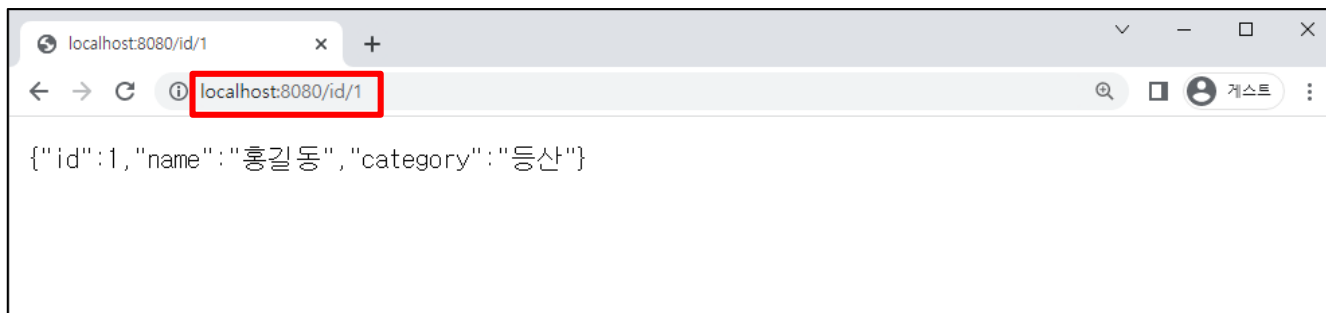 localhost:8080/id/1
localhost:8080/id/1
게스트
{"id":1,"name":"홍길동","category":"등산"}